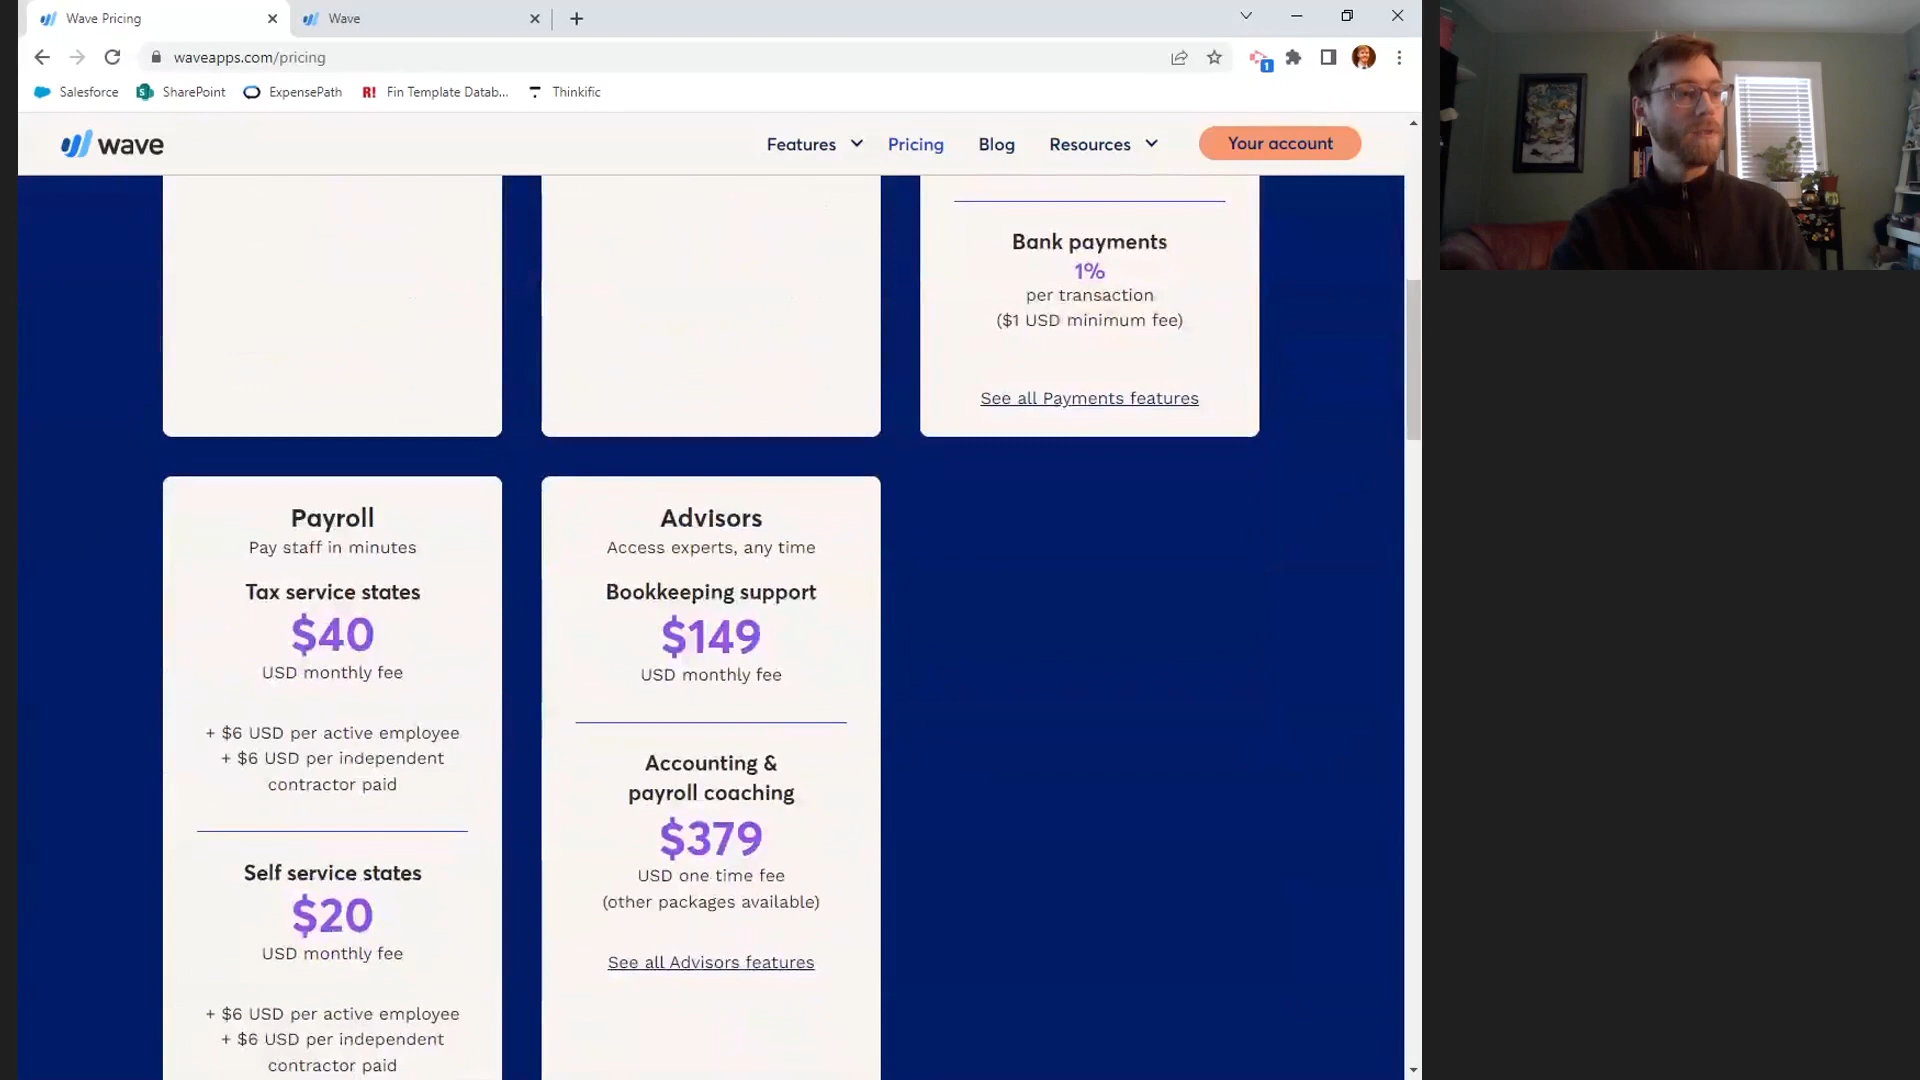 Wave Pricing
Wave
waveapps.com/pricing
1
Salesforce
SharePoint
ExpensePath
R!
Fin Template Datab...
Thinkific
wave
Features
Pricing
Blog
Resources
Your account
Bank payments
1%
per transaction
($1 USD minimum fee)
See all Payments features
Payroll
Pay staff in minutes
Tax service states
$40
USD monthly fee
+ $6 USD per active employee
+ $6 USD per independent
contractor paid
Self service states
$20
USD monthly fee
+ $6 USD per active employee
+ $6 USD per independent
contractor paid
Advisors
Access experts, any time
Bookkeeping support
$149
USD monthly fee
Accounting &
payroll coaching
$379
USD one time fee
(other packages available)
See all Advisors features